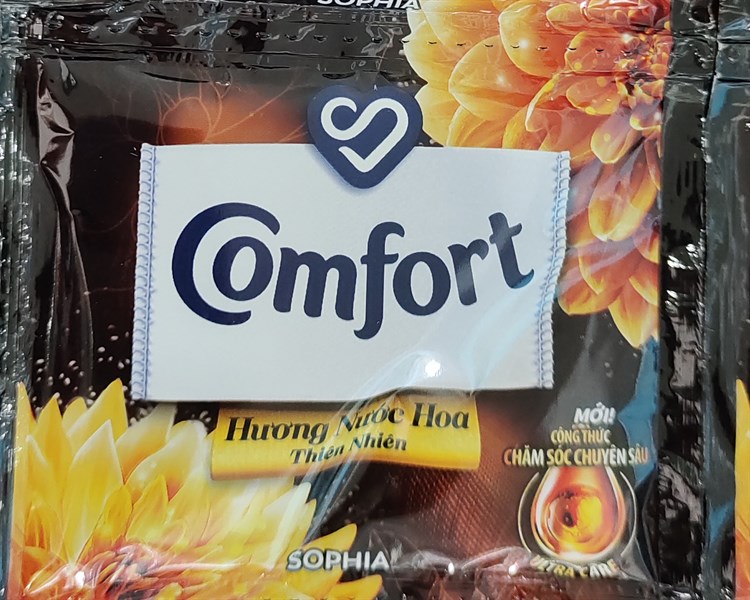 SOPHIA
Comfort
Hương Nước Hoa
Thiên Nhiên
MỚI!
CÔNG THỨC
CHĂM SÓC CHUYÊN SÂU
ULTRA CARE
SOPHIA